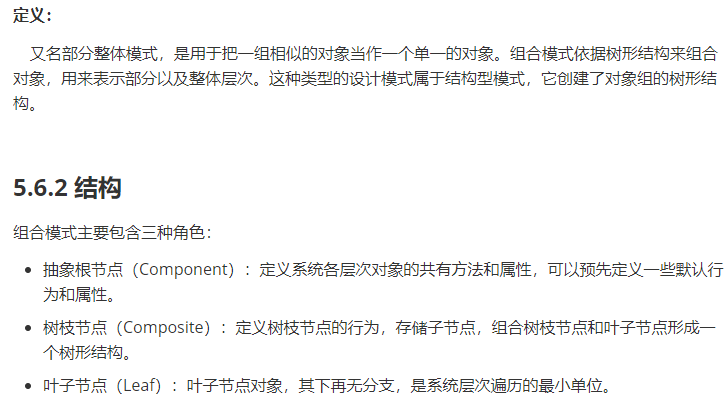 定义：
又名部分整体模式，是用于把一组相似的对象当作一个单一的对象。组合模式依据树形结构来组合
对象，用来表示部分以及整体层次。这种类型的设计模式属于结构型模式，它创建了对象组的树形结
构。
5.6.2 结构
组合模式主要包含三种角色：
• 抽象根节点（Component）：定义系统各层次对象的共有方法和属性，可以预先定义一些默认行
为和属性。
• 树枝节点（Composite）：定义树枝节点的行为，存储子节点，组合树枝节点和叶子节点形成一
个树形结构。
• 叶子节点（Leaf）：叶子节点对象，其下再无分支，是系统层次遍历的最小单位。